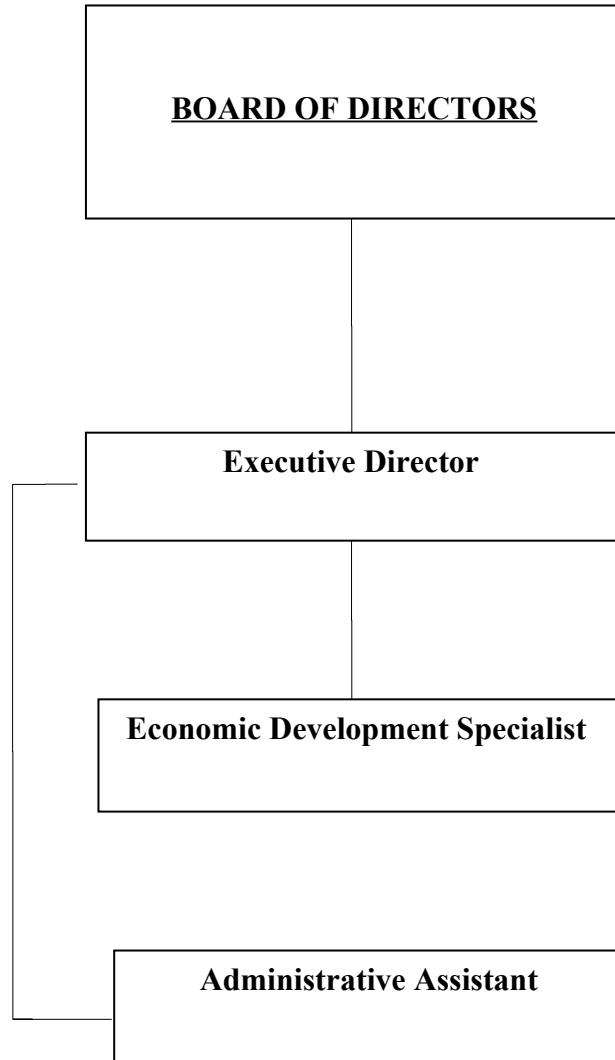 BOARD OF DIRECTORS
Executive Director
Economic Development Specialist
Administrative Assistant